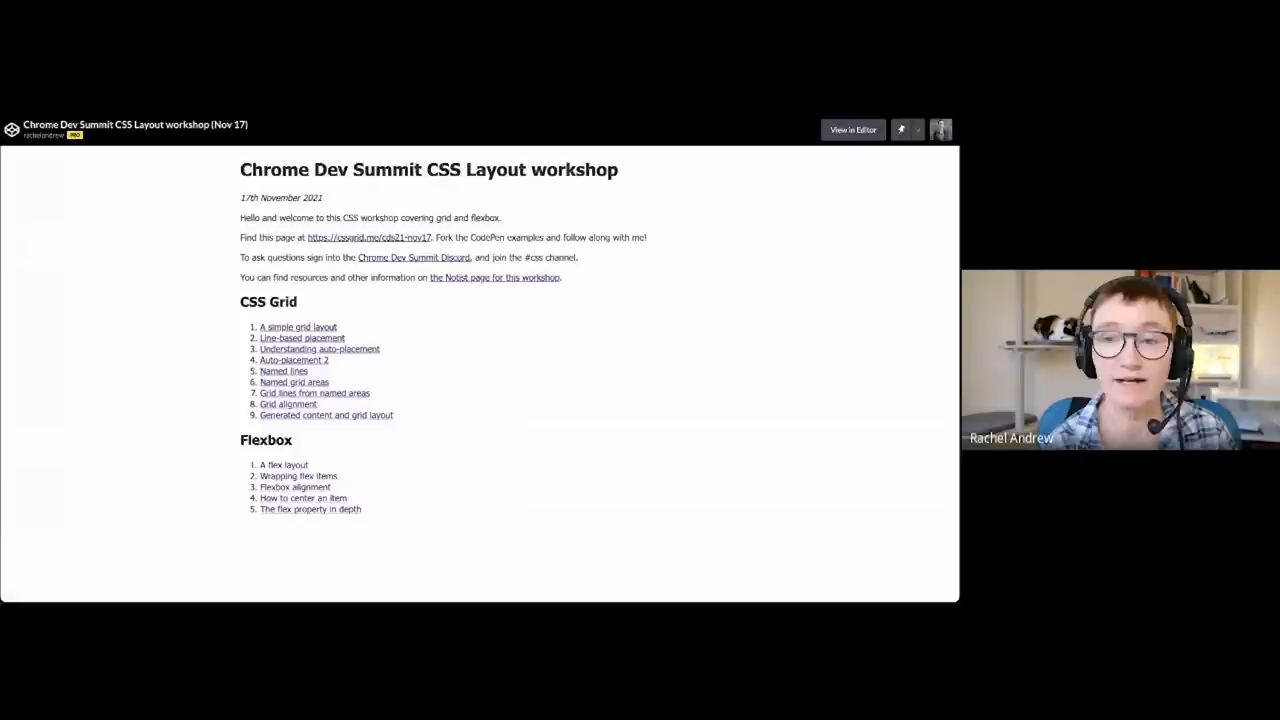 Chrome Dev Summit CSS Layout workshop (Nov 17)
rachelandrew PRO
View in Editor
Chrome Dev Summit CSS Layout workshop
17th November 2021
Hello and welcome to this CSS workshop covering grid and flexbox.
Find this page at https://cssgrid.me/cds21-nov17. Fork the CodePen examples and follow along with me!
To ask questions sign into the Chrome Dev Summit Discord, and join the #css channel.
You can find resources and other information on the Notist page for this workshop.
CSS Grid
1. A simple grid layout
2. Line-based placement
3. Understanding auto-placement
4. Auto-placement 2
5. Named lines
6. Named grid areas
7. Grid lines from named areas
8. Grid alignment
9. Generated content and grid layout
Flexbox
1. A flex layout
2. Wrapping flex items
3. Flexbox alignment
4. How to center an item
5. The flex property in depth
Rachel Andrew